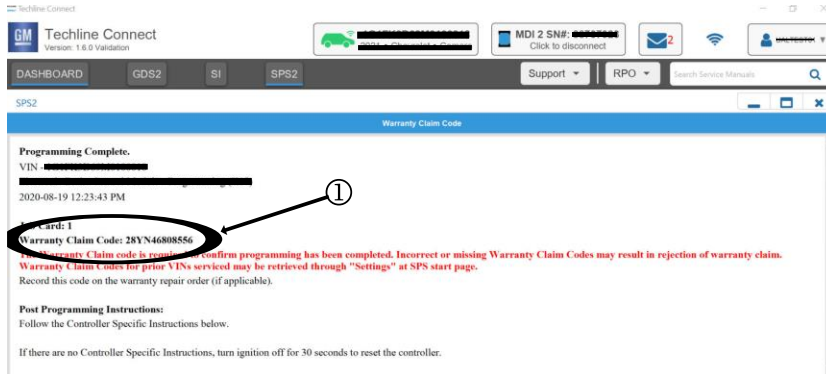 Techline Connect
GM
Techline Connect
Version: 1.6.0 Validation
MDI 2 SN#:
Click to disconnect
2
DASHBOARD GDS2 SI SPS2 Support RPO Search Service Manuals
SPS2
Warranty Claim Code
Programming Complete.
VIN -
2020-08-19 12:23:43 PM
1
Card: 1
Warranty Claim Code: 28YN46808556
Warranty Claim code is required to confirm programming has been completed. Incorrect or missing Warranty Claim Codes may result in rejection of warranty claim.
Warranty Claim Codes for prior VINs serviced may be retrieved through "Settings" at SPS start page.
Record this code on the warranty repair order (if applicable).
Post Programming Instructions:
Follow the Controller Specific Instructions below.
If there are no Controller Specific Instructions, turn ignition off for 30 seconds to reset the controller.